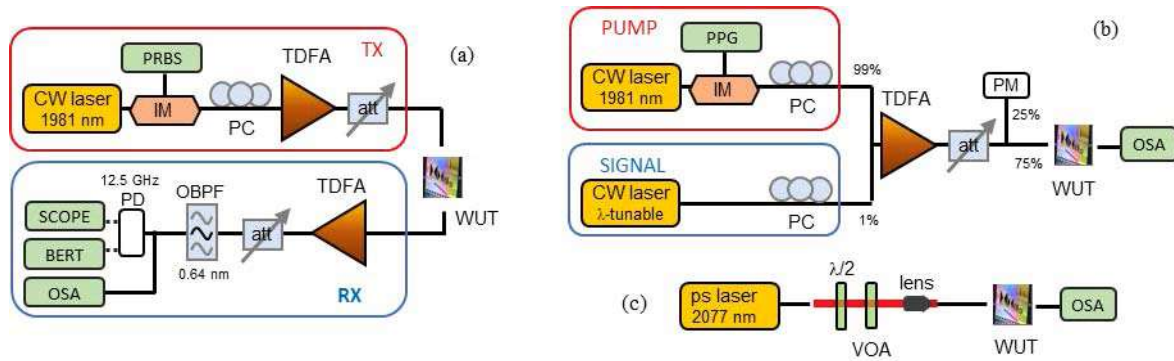 (a)
TX
PRBS
TDFA
CW laser
1981 nm
IM
PC
att
12.5 GHz
PD
OBPF
TDFA
SCOPE
BERT
OSA
att
0.64 nm
RX
WUT
(b)
PUMP
PPG
CW laser
1981 nm
IM
PC
99%
TDFA
PM
att
25%
75%
WUT
OSA
SIGNAL
CW laser
λ-tunable
PC
1%
(c)
ps laser
2077 nm
λ/2
lens
VOA
WUT
OSA